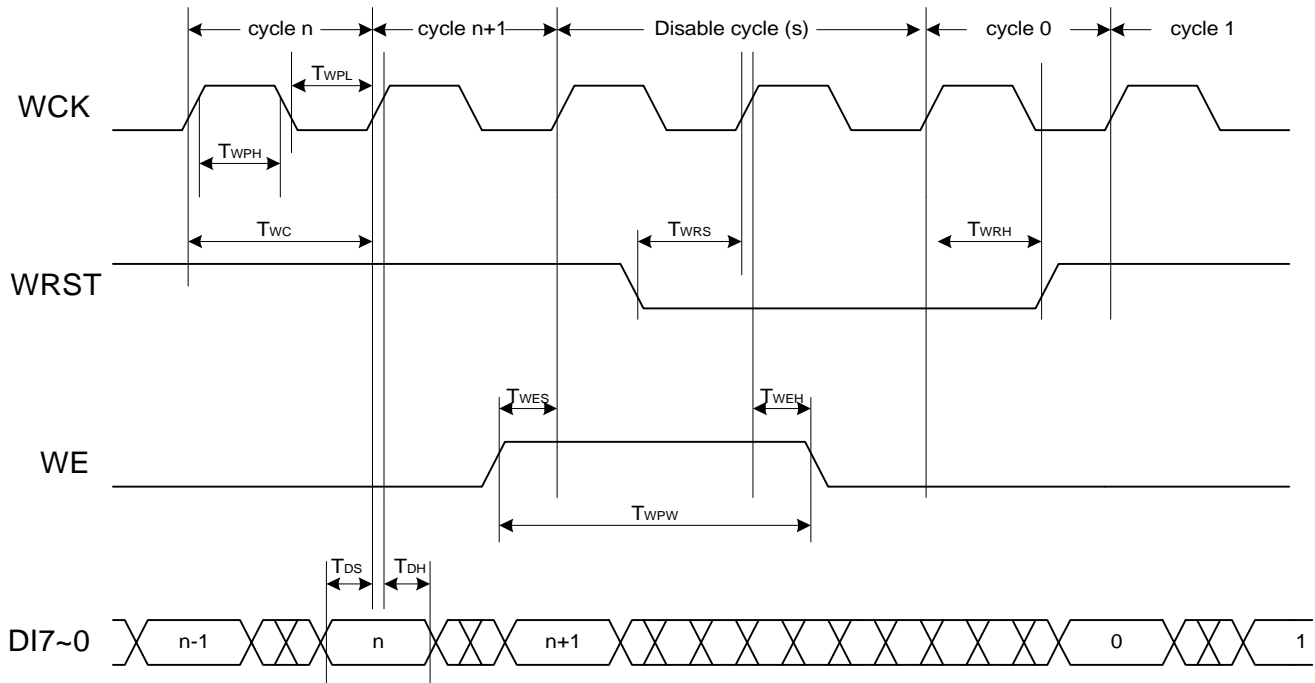 cycle n
cycle n+1
Disable cycle (s)
cycle 0
cycle 1
TWPL
WCK
TWPH
TWC
TWRS
TWRH
WRST
TWES
TWEH
WE
TWPW
TDS
TDH
DI7~0
n-1
n
n+1
0
1